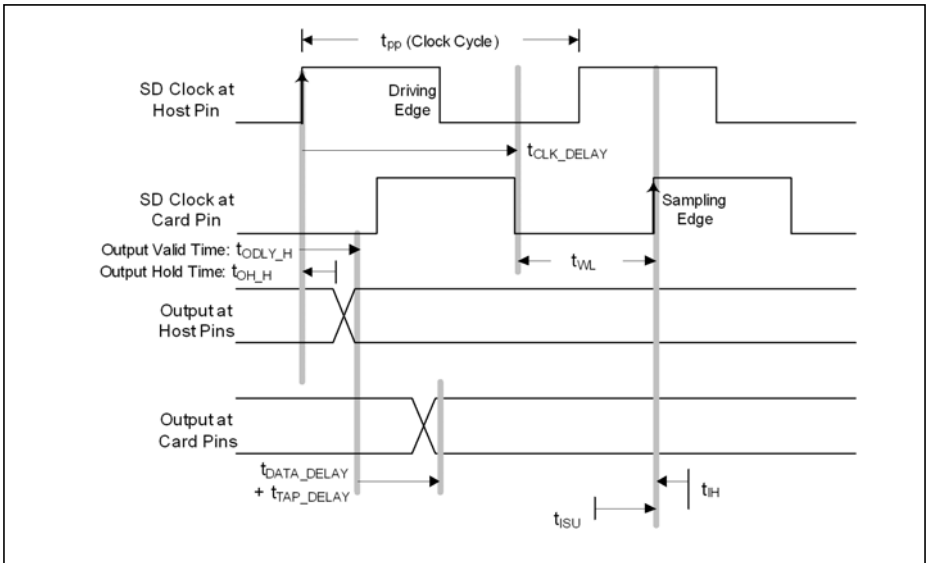 tpp (Clock Cycle)
SD Clock at
Host Pin
Driving
Edge
tCLK_DELAY
SD Clock at
Card Pin
Sampling
Edge
Output Valid Time: tODLY_H
Output Hold Time: tOH_H
tWL
Output at
Host Pins
Output at
Card Pins
tDATA_DELAY
+ tTAP_DELAY
tIH
tISU